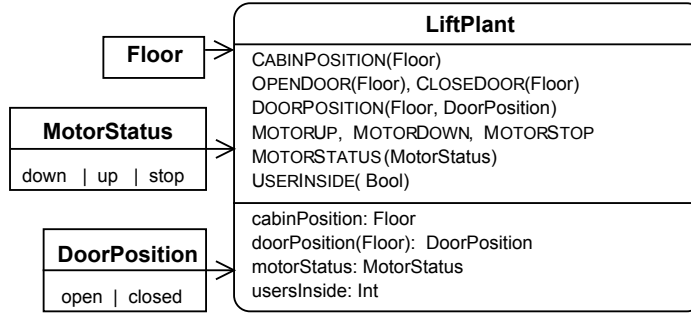 LiftPlant
Floor
CABINPOSITION(Floor)
OPENDOOR(Floor), CLOSEDOOR(Floor)
DOORPOSITION(Floor, DoorPosition)
MOTORUP, MOTORDOWN, MOTORSTOP
MOTORSTATUS(MotorStatus)
USERINSIDE( Bool)
MotorStatus
down | up | stop
cabinPosition: Floor
doorPosition(Floor): DoorPosition
motorStatus: MotorStatus
usersInside: Int
DoorPosition
open | closed